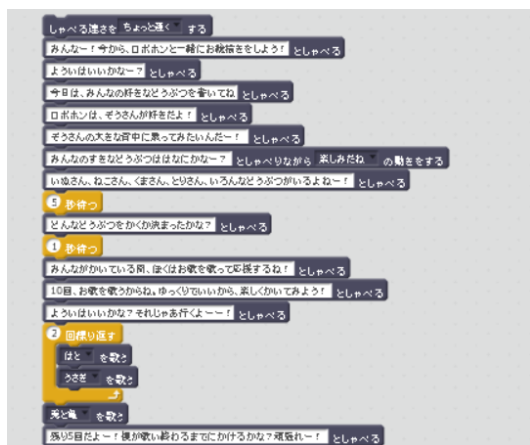 しゃべる速さを ちょっと速く する
みんなー！今から、ロボホンと一緒にお絵描きをしよう！ としゃべる
よういはいいかなー？ としゃべる
今日は、みんなの好きなどうぶつを書いてね としゃべる
ロボホンは、ぞうさんが好きだよ！ としゃべる
ぞうさんの大きな背中に乗ってみたいんだー！ としゃべる
みんなのすきなどうぶつはなにかなー？ としゃべりながら 楽しみだね の動きをする
いぬさん、ねこさん、くまさん、とりさん、いろんなどうぶつがいるよねー！ としゃべる
5 秒待つ
どんなどうぶつをかくか決まったかな？ としゃべる
1 秒待つ
みんながかいている間、ぼくはお歌を歌って応援するね！ としゃべる
10回、お歌を歌うからね。ゆっくりでいいから、楽しくかいてみよう！ としゃべる
よういはいいかな？それじゃあ行くよーー！ としゃべる
2 回繰り返す
はと を歌う
うさぎ を歌う
兎と亀 を歌う
残り5回だよー！僕が歌い終わるまでにかけるかな？頑張れー！ としゃべる